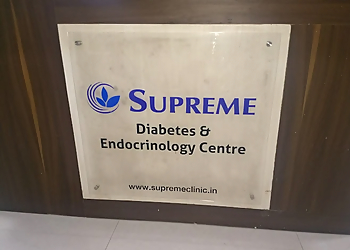 SUPREME
Diabetes &
Endocrinology Centre
www.supremeclinic.in